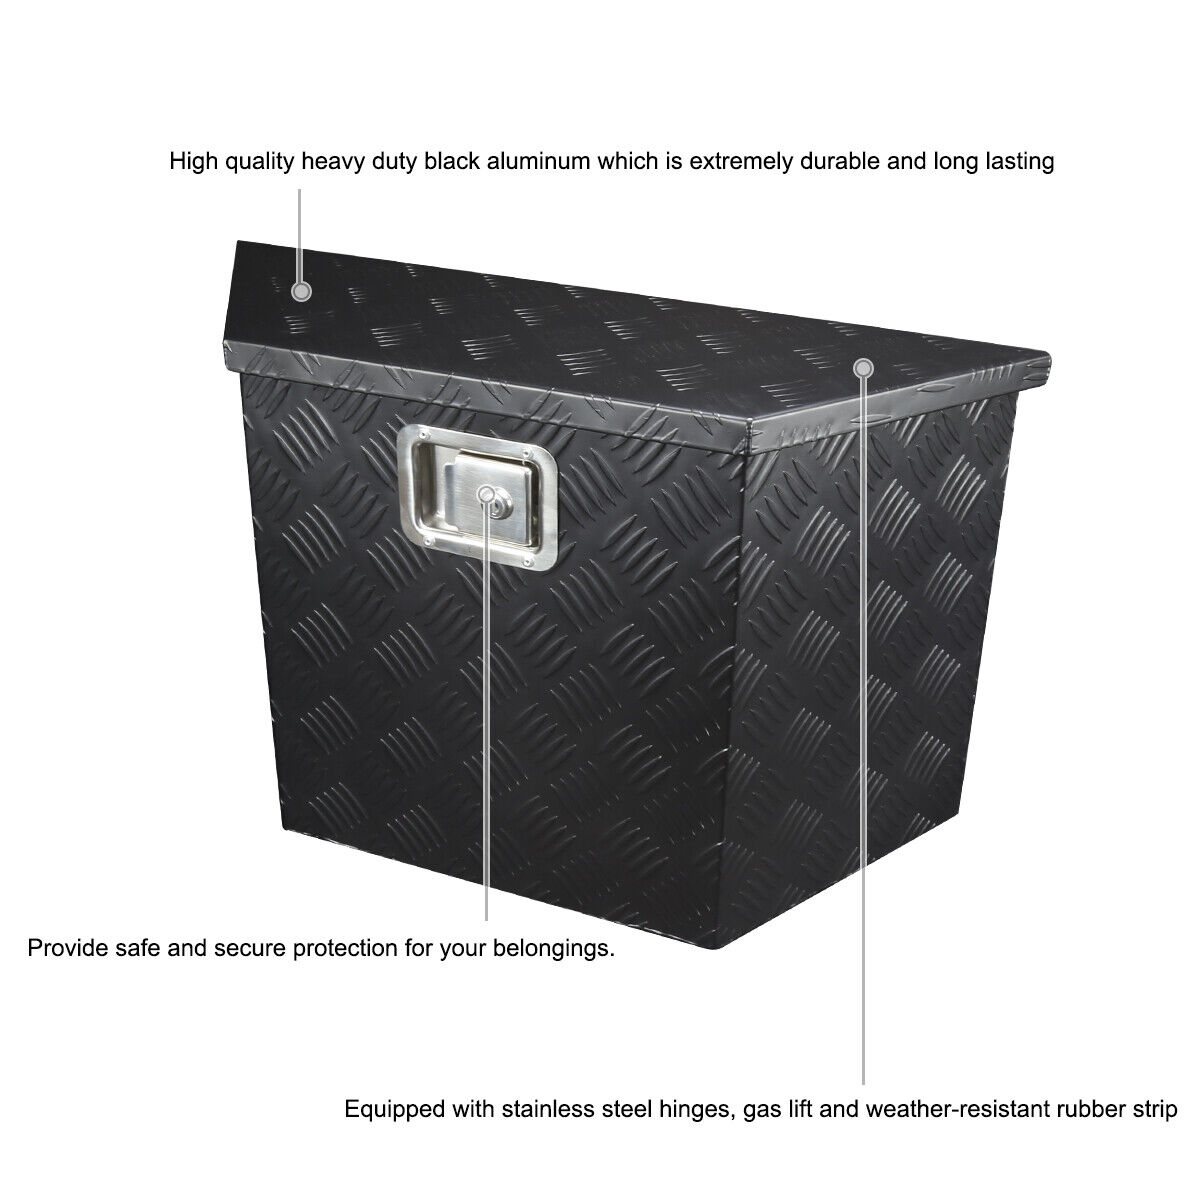 High quality heavy duty black aluminum which is extremely durable and long lasting
Provide safe and secure protection for your belongings.
Equipped with stainless steel hinges, gas lift and weather-resistant rubber strip